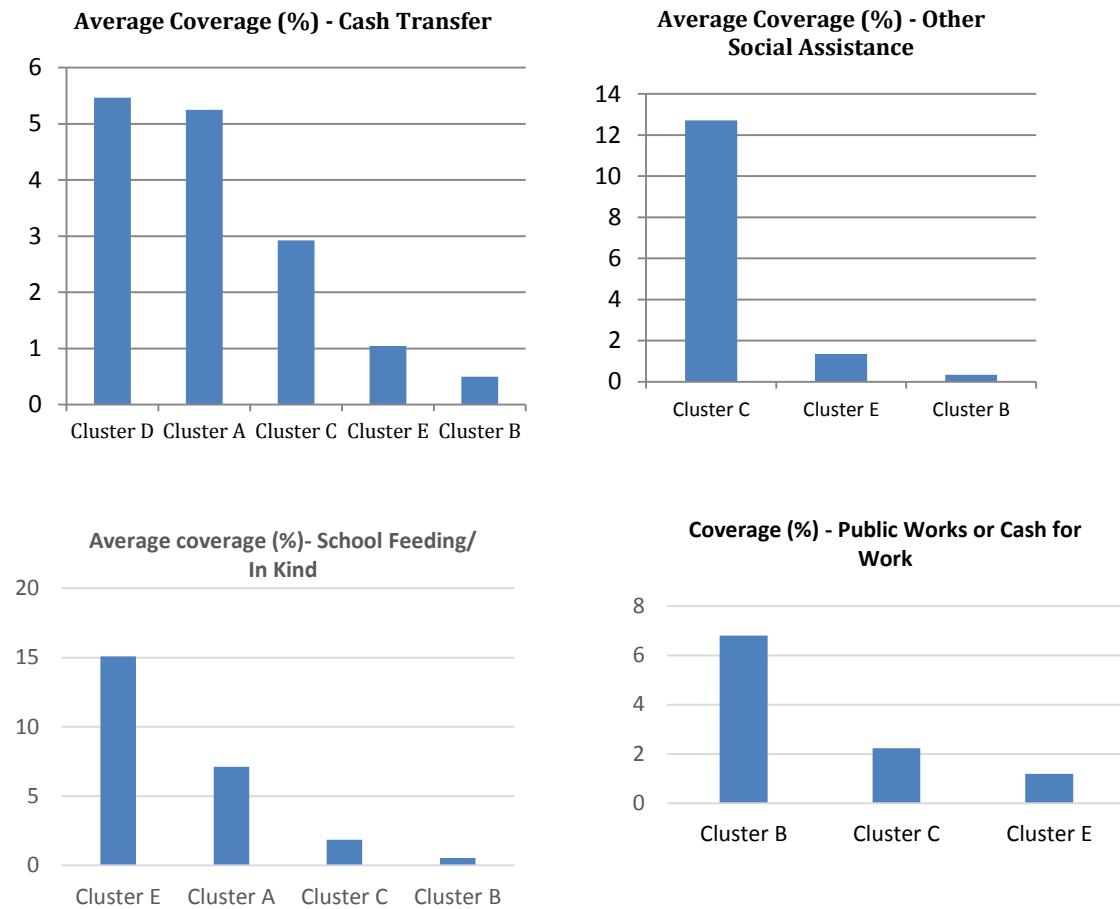 Average Coverage (%) - Cash Transfer
6
5
4
3
2
1
0
Cluster D Cluster A Cluster C Cluster E Cluster B
Average Coverage (%) - Other
Social Assistance
14
12
10
8
6
4
2
0
Cluster C Cluster E Cluster B
Average coverage (%)- School Feeding/
In Kind
20
15
10
5
0
Cluster E Cluster A Cluster C Cluster B
Coverage (%) - Public Works or Cash for
Work
8
6
4
2
0
Cluster B Cluster C Cluster E